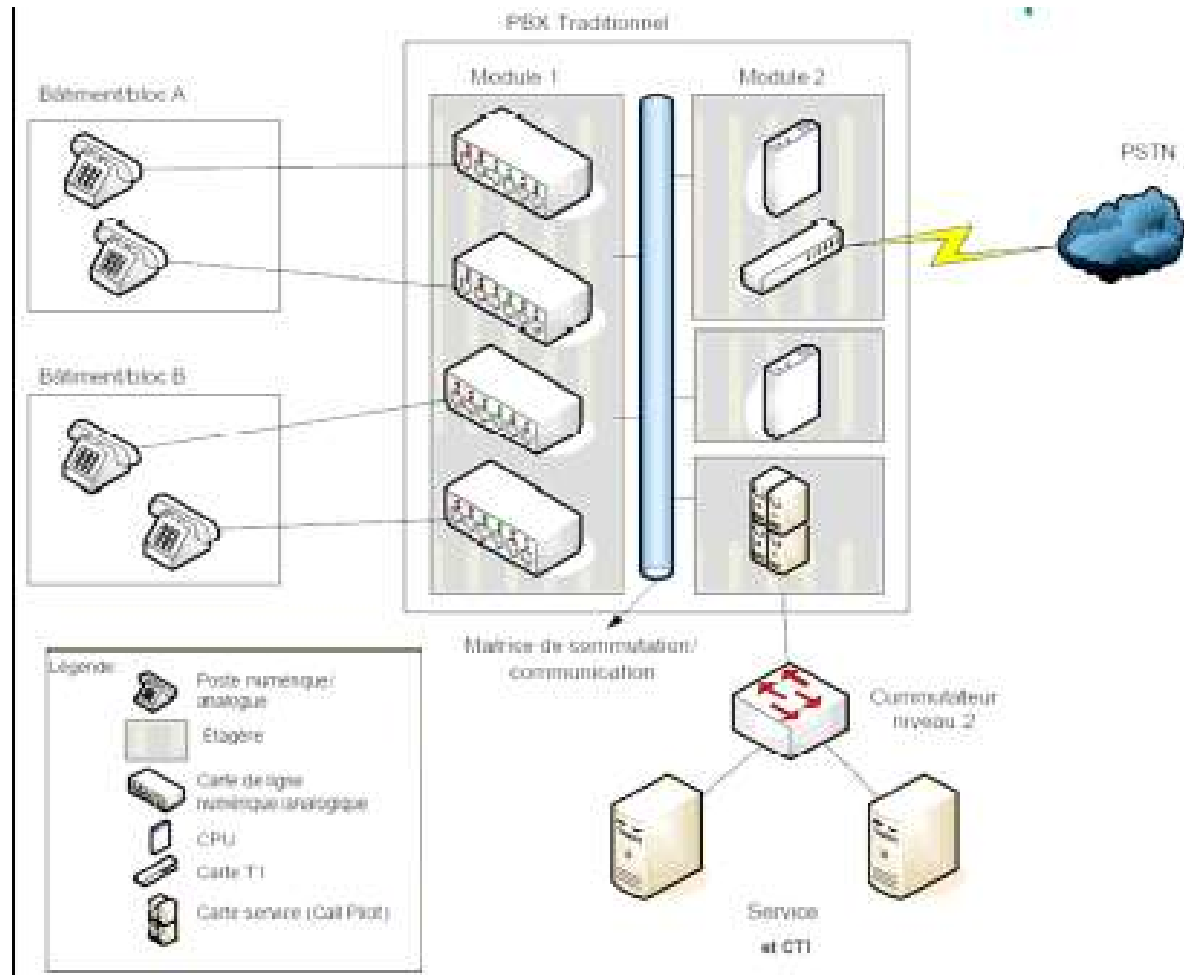 PBX Traditionnel
Module 1
Module 2
Bâtiment/bloc A
PSTN
Bâtiment/bloc B
Matrice de commutation/
communication
Commutateur
niveau 2
Légende
Poste numérique/
analogue
Étagère
Carte de ligne
numérique analogique
CPU
Carte T1
Carte service (Call Pilot)
Service
et CTI